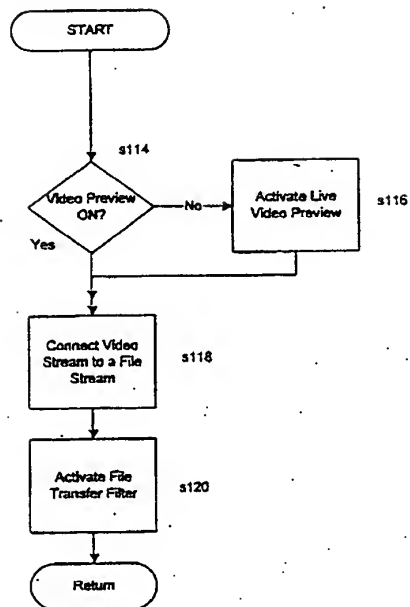 START
s114
Video Preview
ON?
No
Yes
Activate Live
Video Preview
s116
Connect Video
Stream to a File
Stream
s118
Activate File
Transfer Filter
s120
Return